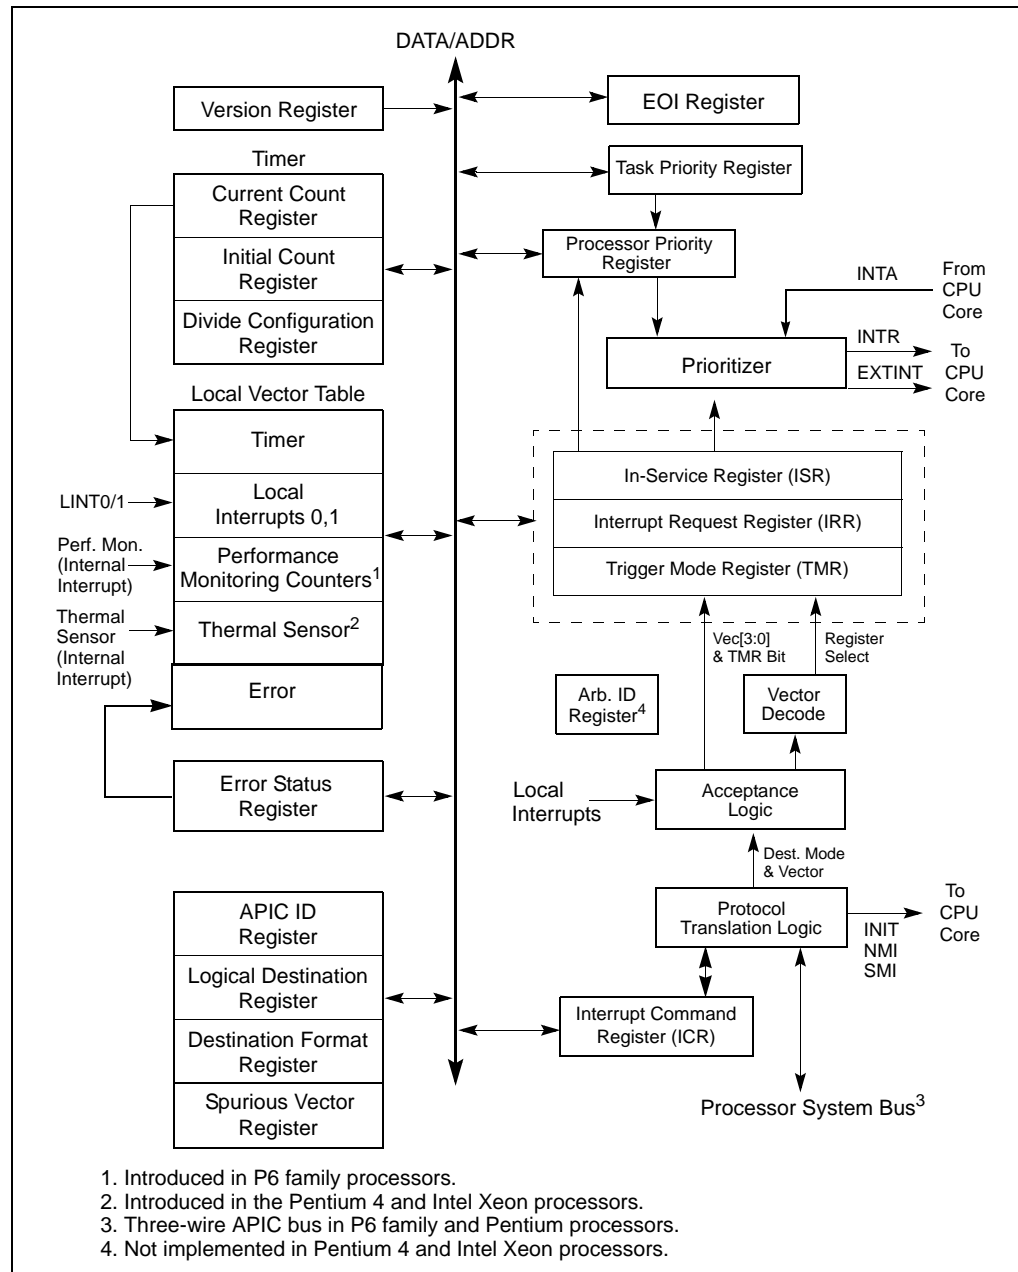 DATA/ADDR
Version Register
EOI Register
Timer
Task Priority Register
Current Count
Register
Initial Count
Register
Divide Configuration
Register
Processor Priority
Register
INTA
From
CPU
Core
Prioritizer
INTR
EXTINT
To
CPU
Core
Local Vector Table
Timer
LINT0/1
Local
Interrupts 0,1
Perf. Mon.
(Internal
Interrupt)
Performance
Monitoring Counters1
Thermal
Sensor
(Internal
Interrupt)
Thermal Sensor2
Error
In-Service Register (ISR)
Interrupt Request Register (IRR)
Trigger Mode Register (TMR)
Vec[3:0]
& TMR Bit
Register
Select
Arb. ID
Register4
Vector
Decode
Error Status
Register
Local
Interrupts
Acceptance
Logic
Dest. Mode
& Vector
APIC ID
Register
Logical Destination
Register
Destination Format
Register
Spurious Vector
Register
Protocol
Translation Logic
INIT
NMI
SMI
To
CPU
Core
Interrupt Command
Register (ICR)
Processor System Bus3
1. Introduced in P6 family processors.
2. Introduced in the Pentium 4 and Intel Xeon processors.
3. Three-wire APIC bus in P6 family and Pentium processors.
4. Not implemented in Pentium 4 and Intel Xeon processors.